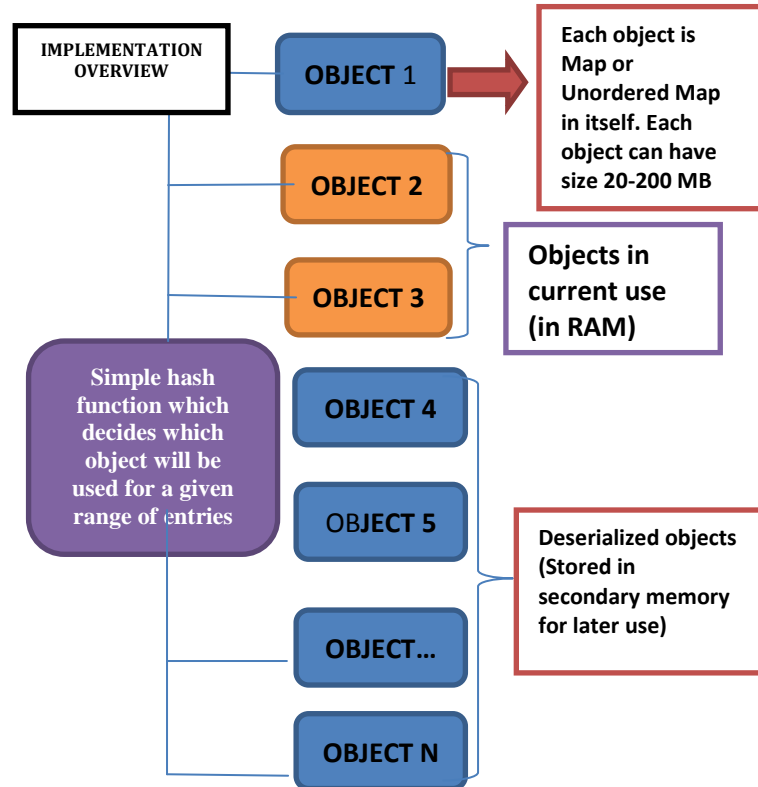 IMPLEMENTATION
OVERVIEW
OBJECT 1
Each object is
Map or
Unordered Map
in itself. Each
object can have
size 20-200 MB
OBJECT 2
OBJECT 3
Objects in
current use
(in RAM)
Simple hash
function which
decides which
object will be
used for a given
range of entries
OBJECT 4
OBJECT 5
OBJECT...
OBJECT N
Deserialized objects
(Stored in
secondary memory
for later use)